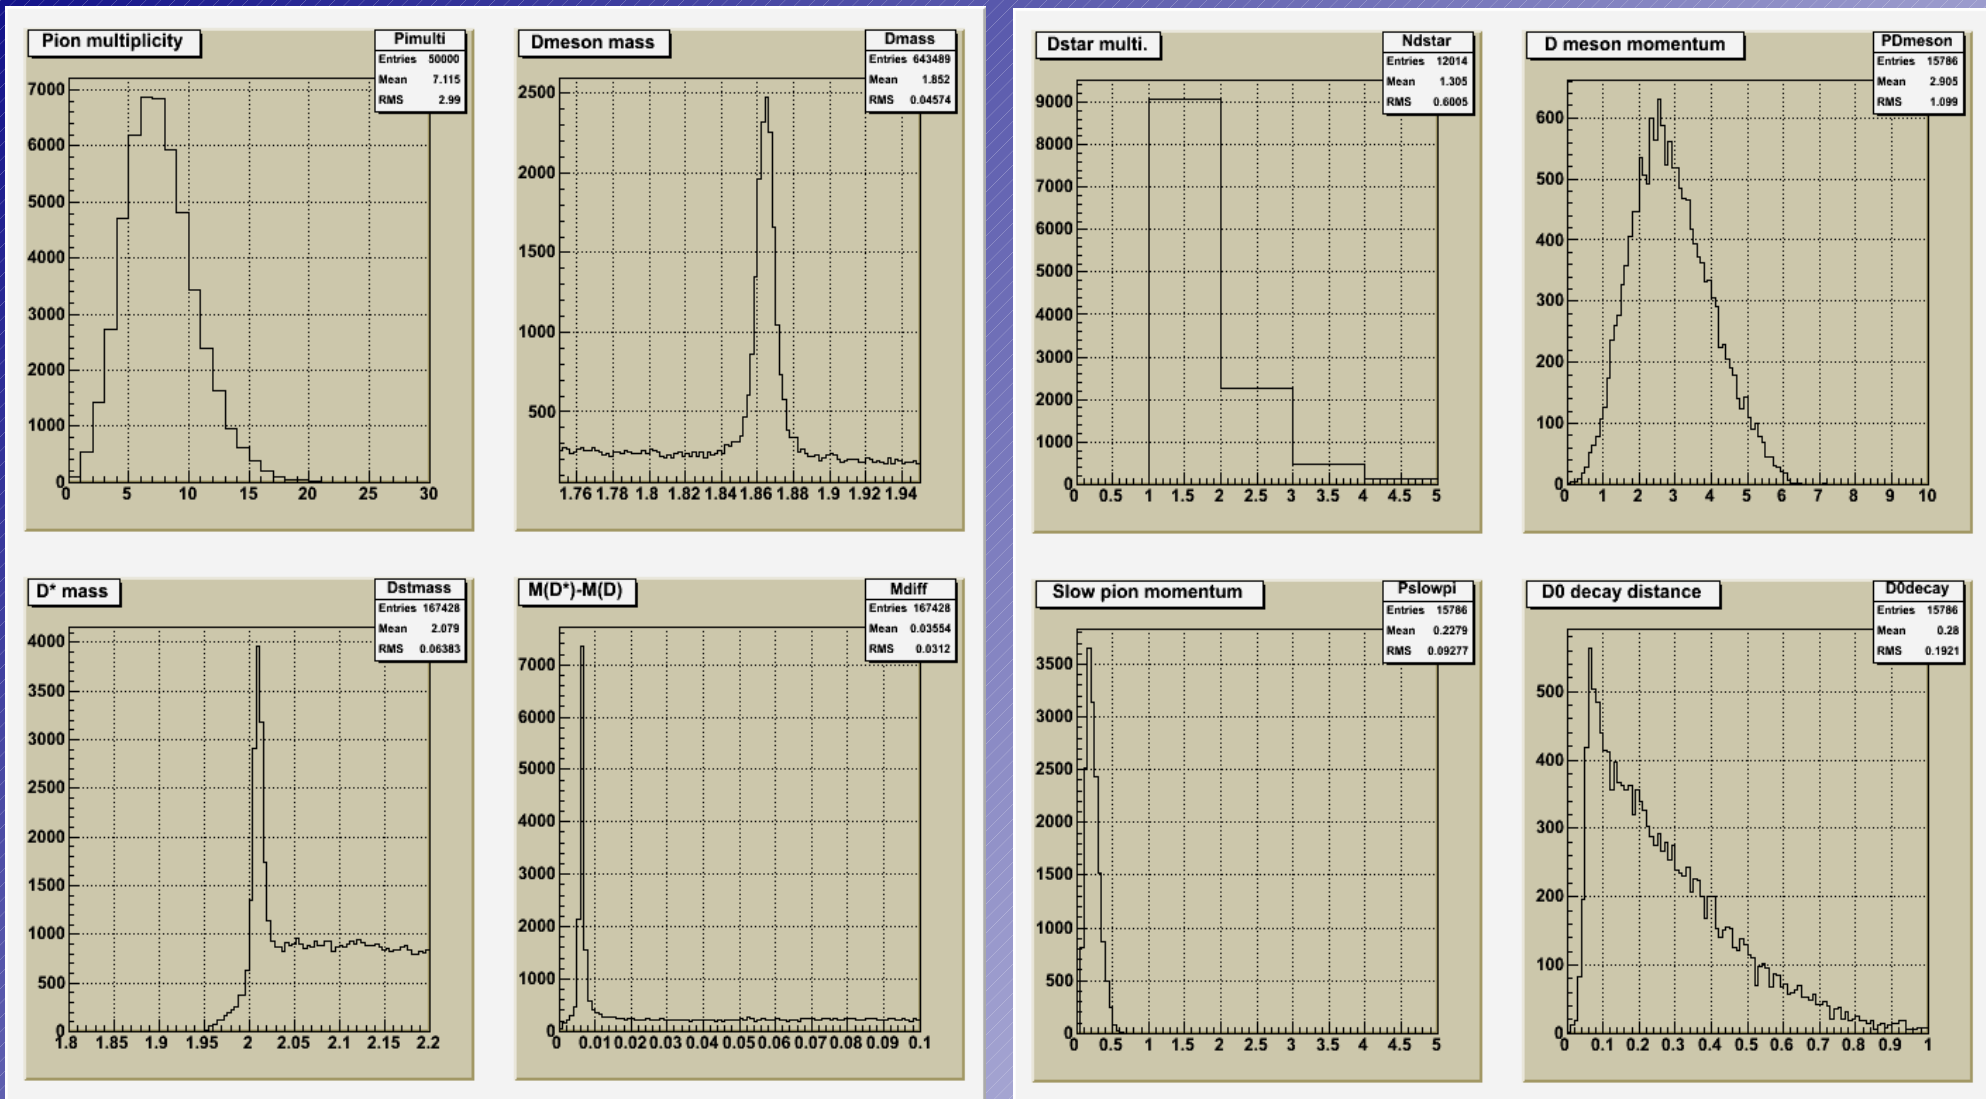 Pion multiplicity
Pimulti
Entries 50000
Mean 7.115
RMS 2.99
7000
6000
5000
4000
3000
2000
1000
0
0 5 10 15 20 25 30
Dmeson mass
Dmass
Entries 643489
Mean 1.852
RMS 0.04574
2500
2000
1500
1000
500
1.76 1.78 1.8 1.82 1.84 1.86 1.88 1.9 1.92 1.94
Dstar multi.
Ndstar
Entries 12014
Mean 1.305
RMS 0.6005
9000
8000
7000
6000
5000
4000
3000
2000
1000
0
0 0.5 1 1.5 2 2.5 3 3.5 4 4.5 5
D meson momentum
PDmeson
Entries 15786
Mean 2.905
RMS 1.099
600
500
400
300
200
100
0
0 1 2 3 4 5 6 7 8 9 10
D* mass
Dstmass
Entries 167428
Mean 2.079
RMS 0.06383
4000
3500
3000
2500
2000
1500
1000
500
0
1.8 1.85 1.9 1.95 2 2.05 2.1 2.15 2.2
M(D*)-M(D)
Mdiff
Entries 167428
Mean 0.03554
RMS 0.0312
7000
6000
5000
4000
3000
2000
1000
0
0 0.01 0.02 0.03 0.04 0.05 0.06 0.07 0.08 0.09 0.1
Slow pion momentum
Pslowpi
Entries 15786
Mean 0.2279
RMS 0.09277
3500
3000
2500
2000
1500
1000
500
0
0 0.5 1 1.5 2 2.5 3 3.5 4 4.5 5
D0 decay distance
D0decay
Entries 15786
Mean 0.28
RMS 0.1921
500
400
300
200
100
0
0 0.1 0.2 0.3 0.4 0.5 0.6 0.7 0.8 0.9 1